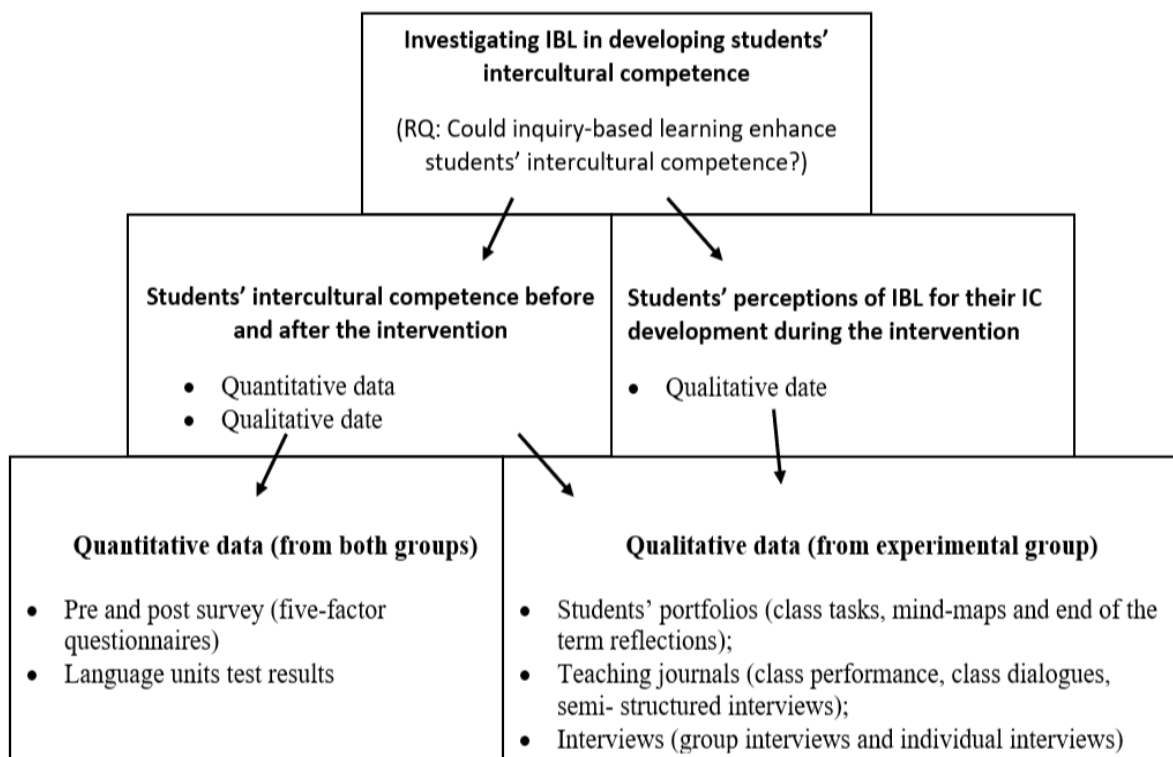 Investigating IBL in developing students’
intercultural competence
(RQ: Could inquiry-based learning enhance
students’ intercultural competence?)
Students’ intercultural competence before
and after the intervention
• Quantitative data
• Qualitative date
Students’ perceptions of IBL for their IC
development during the intervention
• Qualitative date
Quantitative data (from both groups)
• Pre and post survey (five-factor
questionnaires)
• Language units test results
Qualitative data (from experimental group)
• Students’ portfolios (class tasks, mind-maps and end of the
term reflections);
• Teaching journals (class performance, class dialogues,
semi- structured interviews);
• Interviews (group interviews and individual interviews)